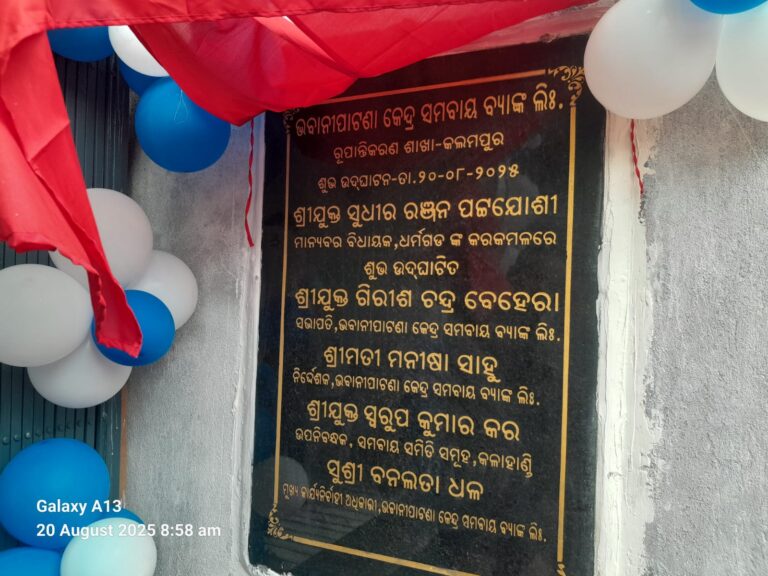 ଭବାନୀପାଟଣା କେନ୍ଦ୍ର ସମବାୟ ବ୍ୟାଙ୍କ ଲିଃ.
ରୂପାନ୍ତିକରଣ ଶାଖା-କଲମପୁର
ଶୁଭ ଉଦ୍‌ଘାଟନ-ତା.୨୦-୦୮-୨୦୨୫
ଶ୍ରୀଯୁକ୍ତ ସୁଧୀର ରଞ୍ଜନ ପଟ୍ଟଯୋଶୀ
ମାନ୍ୟବର ବିଧାୟକ,ଧର୍ମଗଡ ଙ୍କ କରକମଳରେ
ଶୁଭ ଉଦ୍‌ଘାଟିତ
ଶ୍ରୀଯୁକ୍ତ ଗିରୀଶ ଚନ୍ଦ୍ର ବେହେରା
ସଭାପତି,ଭବାନୀପାଟଣା କେନ୍ଦ୍ର ସମବାୟ ବ୍ୟାଙ୍କ ଲିଃ.
ଶ୍ରୀମତୀ ମନୀଷା ସାହୁ
ନିର୍ଦ୍ଦେଶକ,ଭବାନୀପାଟଣା କେନ୍ଦ୍ର ସମବାୟ ବ୍ୟାଙ୍କ ଲିଃ.
ଶ୍ରୀଯୁକ୍ତ ସ୍ୱରୁପ କୁମାର କର
ଉପନିବନ୍ଧକ, ସମବାୟ ସମିତି ସମୂହ,କଳାହାଣ୍ଡି
ସୁଶ୍ରୀ ବନଲତା ଧଳ
ମୁଖ୍ୟ କାର୍ଯ୍ୟନିର୍ବାହୀ ଅଧିକାରୀ,ଭବାନୀପାଟଣା କେନ୍ଦ୍ର ସମବାୟ ବ୍ୟାଙ୍କ ଲିଃ.
Galaxy A13
20 August 2025 8:58 am